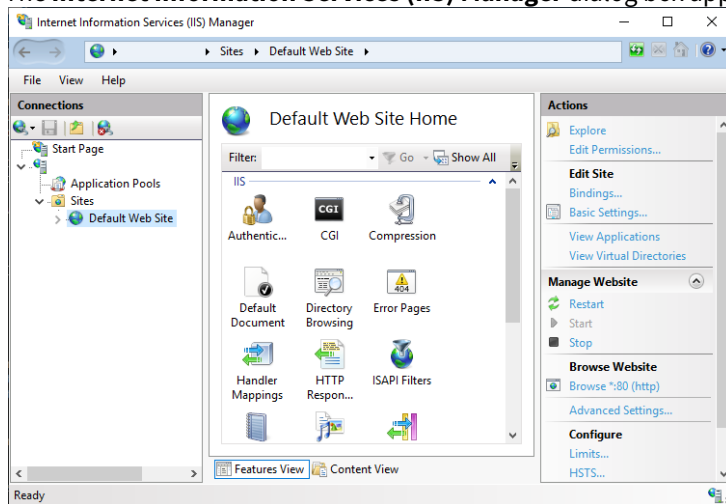 Internet Information Services (IIS) Manager
Sites
Default Web Site
File View Help
Connections
Start Page
Application Pools
Sites
Default Web Site
Default Web Site Home
Filter: Go Show All
IIS
Authentic... CGI Compression
CGI
404
Default Document
Directory Browsing
Error Pages
Handler Mappings
HTTP Respon...
ISAPI Filters
Features View Content View
Actions
Explore
Edit Permissions...
Edit Site
Bindings...
Basic Settings...
View Applications
View Virtual Directories
Manage Website
Restart
Start
Stop
Browse Website
Browse *:80 (http)
Advanced Settings...
Configure
Limits...
HSTS...
Ready